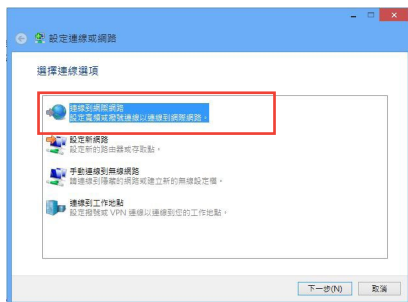 設定連線或網路
選擇連線選項
連線到網際網路
設定寬頻或撥號連線以連線到網際網路。
設定新網路
設定新的路由器或存取點。
手動連線到無線網路
請連線到隱藏的網路或建立新的無線設定檔。
連線到工作地點
設定撥號或 VPN 連線以連線到您的工作地點。
下一步(N)
取消